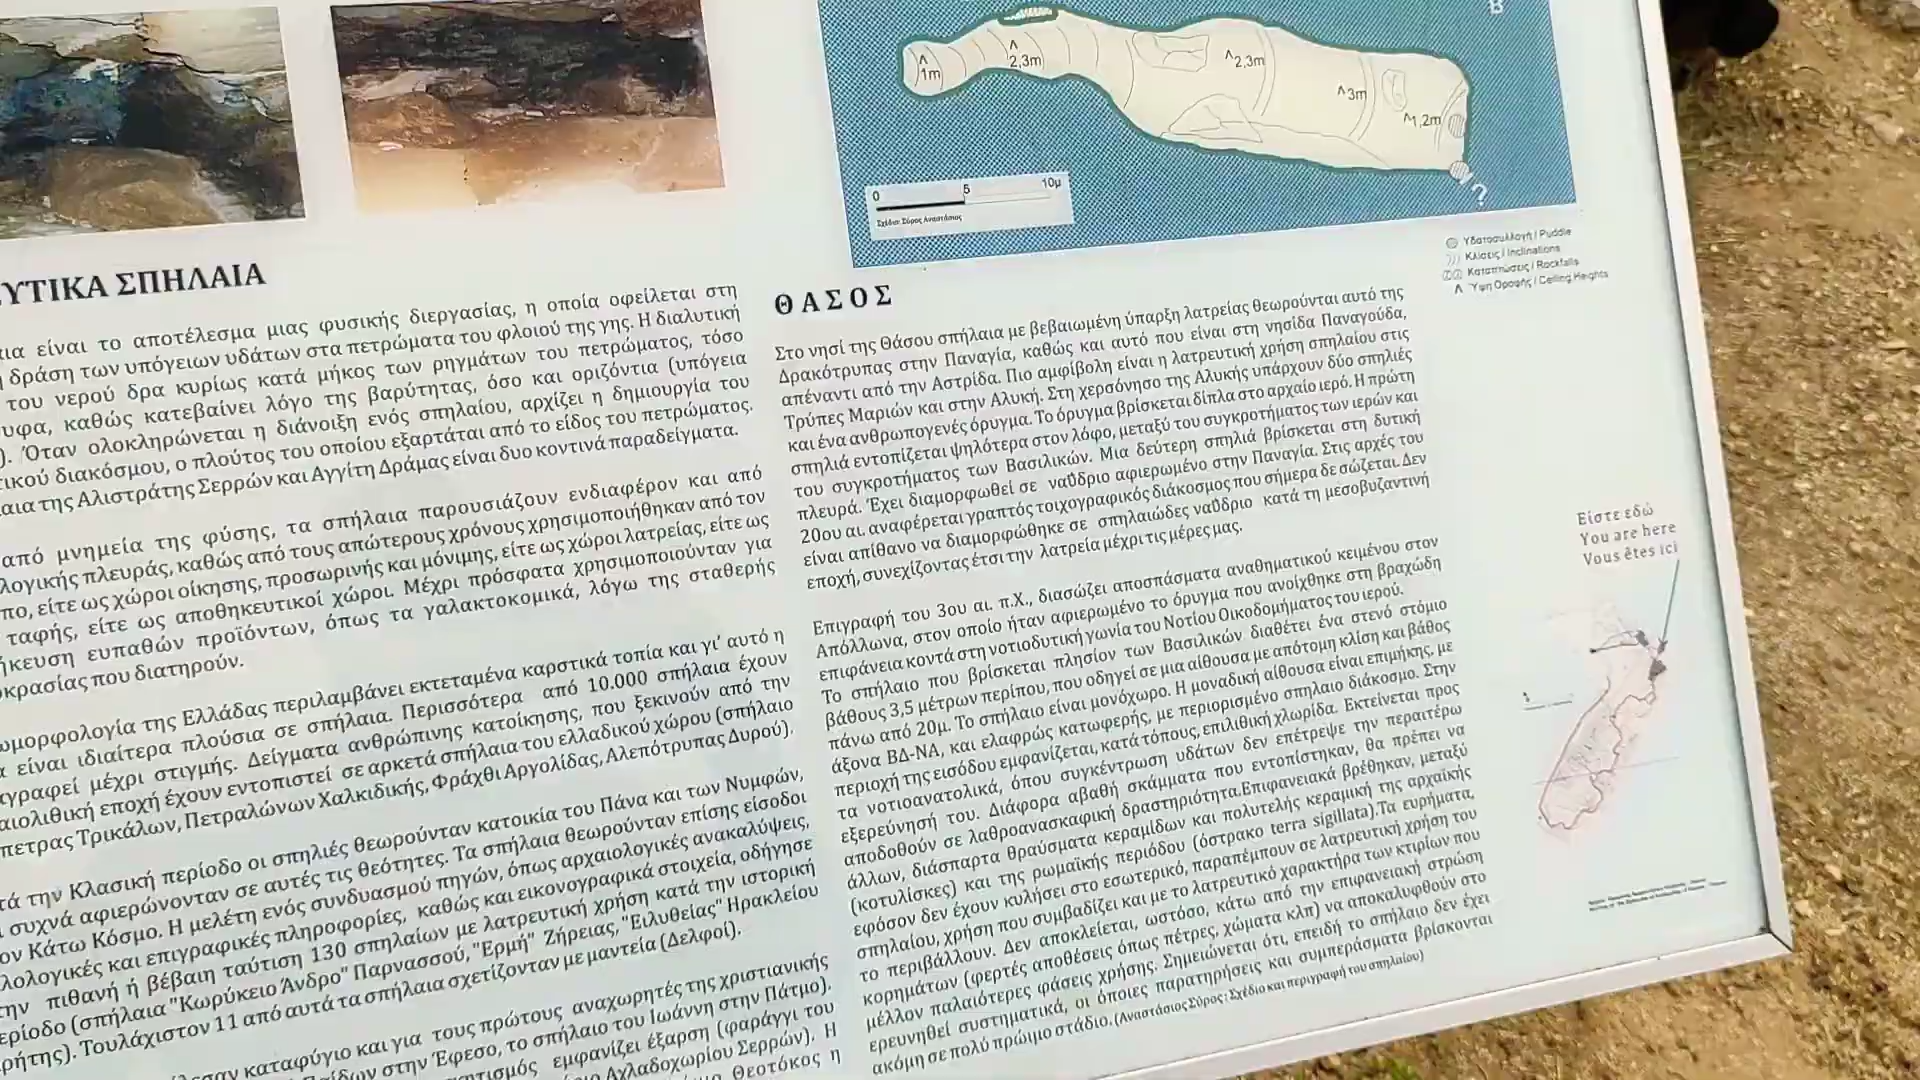 B
1m
2,3m
2,3m
3m
1,2m
?
0 5 10μ
Σχέδιο: Σύρος Αναστάσιος
Υδατοσυλλογή / Puddle
Κλίσεις / Inclinations
Καταπτώσεις / Rockfalls
Ύψη Οροφής / Ceiling Heights
ΥΤΙΚΑ ΣΠΗΛΑΙΑ
είναι το αποτέλεσμα μιας φυσικής διεργασίας, η οποία οφείλεται στη
δράση των υπόγειων υδάτων στα πετρώματα του φλοιού της γης. Η διαλυτική
του νερού δρα κυρίως κατά μήκος των ρηγμάτων του πετρώματος, τόσο
υφα, καθώς κατεβαίνει λόγο της βαρύτητας, όσο και οριζόντια (υπόγεια
). Όταν ολοκληρώνεται η διάνοιξη ενός σπηλαίου, αρχίζει η δημιουργία του
τικού διακόσμου, ο πλούτος του οποίου εξαρτάται από το είδος του πετρώματος.
αια της Αλιστράτης Σερρών και Αγγίτη Δράμας είναι δυο κοντινά παραδείγματα.
από μνημεία της φύσης, τα σπήλαια παρουσιάζουν ενδιαφέρον και από
λογικής πλευράς, καθώς από τους απώτερους χρόνους χρησιμοποιήθηκαν από τον
πο, είτε ως χώροι οίκησης, προσωρινής και μόνιμης, είτε ως χώροι λατρείας, είτε ως
ταφής, είτε ως αποθηκευτικοί χώροι. Μέχρι πρόσφατα χρησιμοποιούνταν για
ήκευση ευπαθών προϊόντων, όπως τα γαλακτοκομικά, λόγω της σταθερής
κρασίας που διατηρούν.
ωμορφολογία της Ελλάδας περιλαμβάνει εκτεταμένα καρστικά τοπία και γι' αυτό η
είναι ιδιαίτερα πλούσια σε σπήλαια. Περισσότερα από 10.000 σπήλαια έχουν
αγραφεί μέχρι στιγμής. Δείγματα ανθρώπινης κατοίκησης, που ξεκινούν από την
αιολιθική εποχή έχουν εντοπιστεί σε αρκετά σπήλαια του ελλαδικού χώρου (σπήλαιο
πετρας Τρικάλων, Πετραλώνων Χαλκιδικής, Φράχθι Αργολίδας, Αλεπότρυπας Δυρού).
τά την Κλασική περίοδο οι σπηλιές θεωρούνταν κατοικία του Πάνα και των Νυμφών,
συχνά αφιερώνονταν σε αυτές τις θεότητες. Τα σπήλαια θεωρούνταν επίσης είσοδοι
ον Κάτω Κόσμο. Η μελέτη ενός συνδυασμού πηγών, όπως αρχαιολογικές ανακαλύψεις,
λολογικές και επιγραφικές πληροφορίες, καθώς και εικονογραφικά στοιχεία, οδήγησε
την πιθανή ή βέβαιη ταύτιση 130 σπηλαίων με λατρευτική χρήση κατά την ιστορική
ερίοδο (σπήλαια "Κωρύκειο Άνδρο" Παρνασσού, "Ερμή" Ζήρειας, "Ειλυθείας" Ηρακλείου
ρήτης). Τουλάχιστον 11 από αυτά τα σπήλαια σχετίζονταν με μαντεία (Δελφοί).
καταφύγιο και για τους πρώτους αναχωρητές της χριστιανικής
στην Έφεσο, το σπήλαιο του Ιωάννη στην Πάτμο).
εμφανίζει έξαρση (φαράγγι του
Αχλαδοχωρίου Σερρών). Η
Θεοτόκος η
ΘΑΣΟΣ
Στο νησί της Θάσου σπήλαια με βεβαιωμένη ύπαρξη λατρείας θεωρούνται αυτό της
Δρακότρυπας στην Παναγία, καθώς και αυτό που είναι στη νησίδα Παναγούδα,
απέναντι από την Αστρίδα. Πιο αμφίβολη είναι η λατρευτική χρήση σπηλαίου στις
Τρύπες Μαριών και στην Αλυκή. Στη χερσόνησο της Αλυκής υπάρχουν δύο σπηλιές
και ένα ανθρωπογενές όρυγμα. Το όρυγμα βρίσκεται δίπλα στο αρχαίο ιερό. Η πρώτη
σπηλιά εντοπίζεται ψηλότερα στον λόφο, μεταξύ του συγκροτήματος των ιερών και
του συγκροτήματος των Βασιλικών. Μια δεύτερη σπηλιά βρίσκεται στη δυτική
πλευρά. Έχει διαμορφωθεί σε ναΰδριο αφιερωμένο στην Παναγία. Στις αρχές του
20ου αι. αναφέρεται γραπτός τοιχογραφικός διάκοσμος που σήμερα δε σώζεται. Δεν
είναι απίθανο να διαμορφώθηκε σε σπηλαιώδες ναΰδριο κατά τη μεσοβυζαντινή
εποχή, συνεχίζοντας έτσι την λατρεία μέχρι τις μέρες μας.
Επιγραφή του 3ου αι. π.Χ., διασώζει αποσπάσματα αναθηματικού κειμένου στον
Απόλλωνα, στον οποίο ήταν αφιερωμένο το όρυγμα που ανοίχθηκε στη βραχώδη
επιφάνεια κοντά στη νοτιοδυτική γωνία του Νοτίου Οικοδομήματος του ιερού.
Το σπήλαιο που βρίσκεται πλησίον των Βασιλικών διαθέτει ένα στενό στόμιο
βάθους 3,5 μέτρων περίπου, που οδηγεί σε μια αίθουσα με απότομη κλίση και βάθος
πάνω από 20μ. Το σπήλαιο είναι μονόχωρο. Η μοναδική αίθουσα είναι επιμήκης, με
άξονα ΒΔ-ΝΑ, και ελαφρώς κατωφερής, με περιορισμένο σπηλαιο διάκοσμο. Στην
περιοχή της εισόδου εμφανίζεται, κατά τόπους, επιλιθική χλωρίδα. Εκτείνεται προς
τα νοτιοανατολικά, όπου συγκέντρωση υδάτων δεν επέτρεψε την περαιτέρω
εξερεύνησή του. Διάφορα αβαθή σκάμματα που εντοπίστηκαν, θα πρέπει να
αποδοθούν σε λαθροανασκαφική δραστηριότητα.Επιφανειακά βρέθηκαν, μεταξύ
άλλων, διάσπαρτα θραύσματα κεραμίδων και πολυτελής κεραμική της αρχαϊκής
(κοτυλίσκες) και της ρωμαϊκής περιόδου (όστρακο terra sigillata).Τα ευρήματα,
εφόσον δεν έχουν κυλήσει στο εσωτερικό, παραπέμπουν σε λατρευτική χρήση του
σπηλαίου, χρήση που συμβαδίζει και με το λατρευτικό χαρακτήρα των κτιρίων που
το περιβάλλουν. Δεν αποκλείεται, ωστόσο, κάτω από την επιφανειακή στρώση
κορημάτων (φερτές αποθέσεις όπως πέτρες, χώματα κλπ) να αποκαλυφθούν στο
μέλλον παλαιότερες φάσεις χρήσης. Σημειώνεται ότι, επειδή το σπήλαιο δεν έχει
ερευνηθεί συστηματικά, οι όποιες παρατηρήσεις και συμπεράσματα βρίσκονται
ακόμη σε πολύ πρώιμο στάδιο. (Αναστάσιος Σύρος: Σχέδιο και περιγραφή του σπηλαίου)
Είστε εδώ
You are here
Vous êtes ici